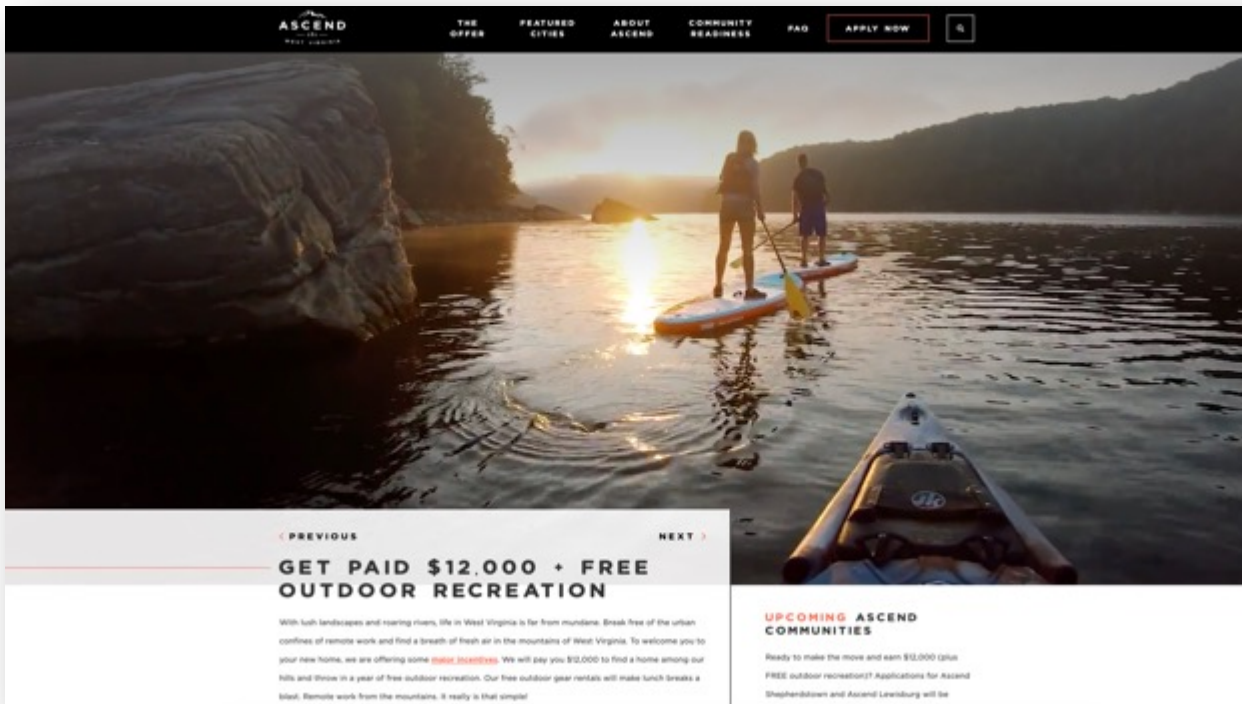 ASCEND
WEST VIRGINIA
THE
OFFER
FEATURED
CITIES
ABOUT
ASCEND
COMMUNITY
READINESS
FAQ
APPLY NOW
< PREVIOUS
NEXT >
GET PAID $12,000 + FREE
OUTDOOR RECREATION
With lush landscapes and roaring rivers, life in West Virginia is far from mundane. Break free of the urban
confines of remote work and find a breath of fresh air in the mountains of West Virginia. To welcome you to
your new home, we are offering some major incentives. We will pay you $12,000 to find a home among our
hills and throw in a year of free outdoor recreation. Our free outdoor gear rentals will make lunch breaks a
blast. Remote work from the mountains. It really is that simple!
UPCOMING ASCEND
COMMUNITIES
Ready to make the move and earn $12,000 (plus
FREE outdoor recreation)? Applications for Ascend
Shepherdstown and Ascend Lewisburg will be